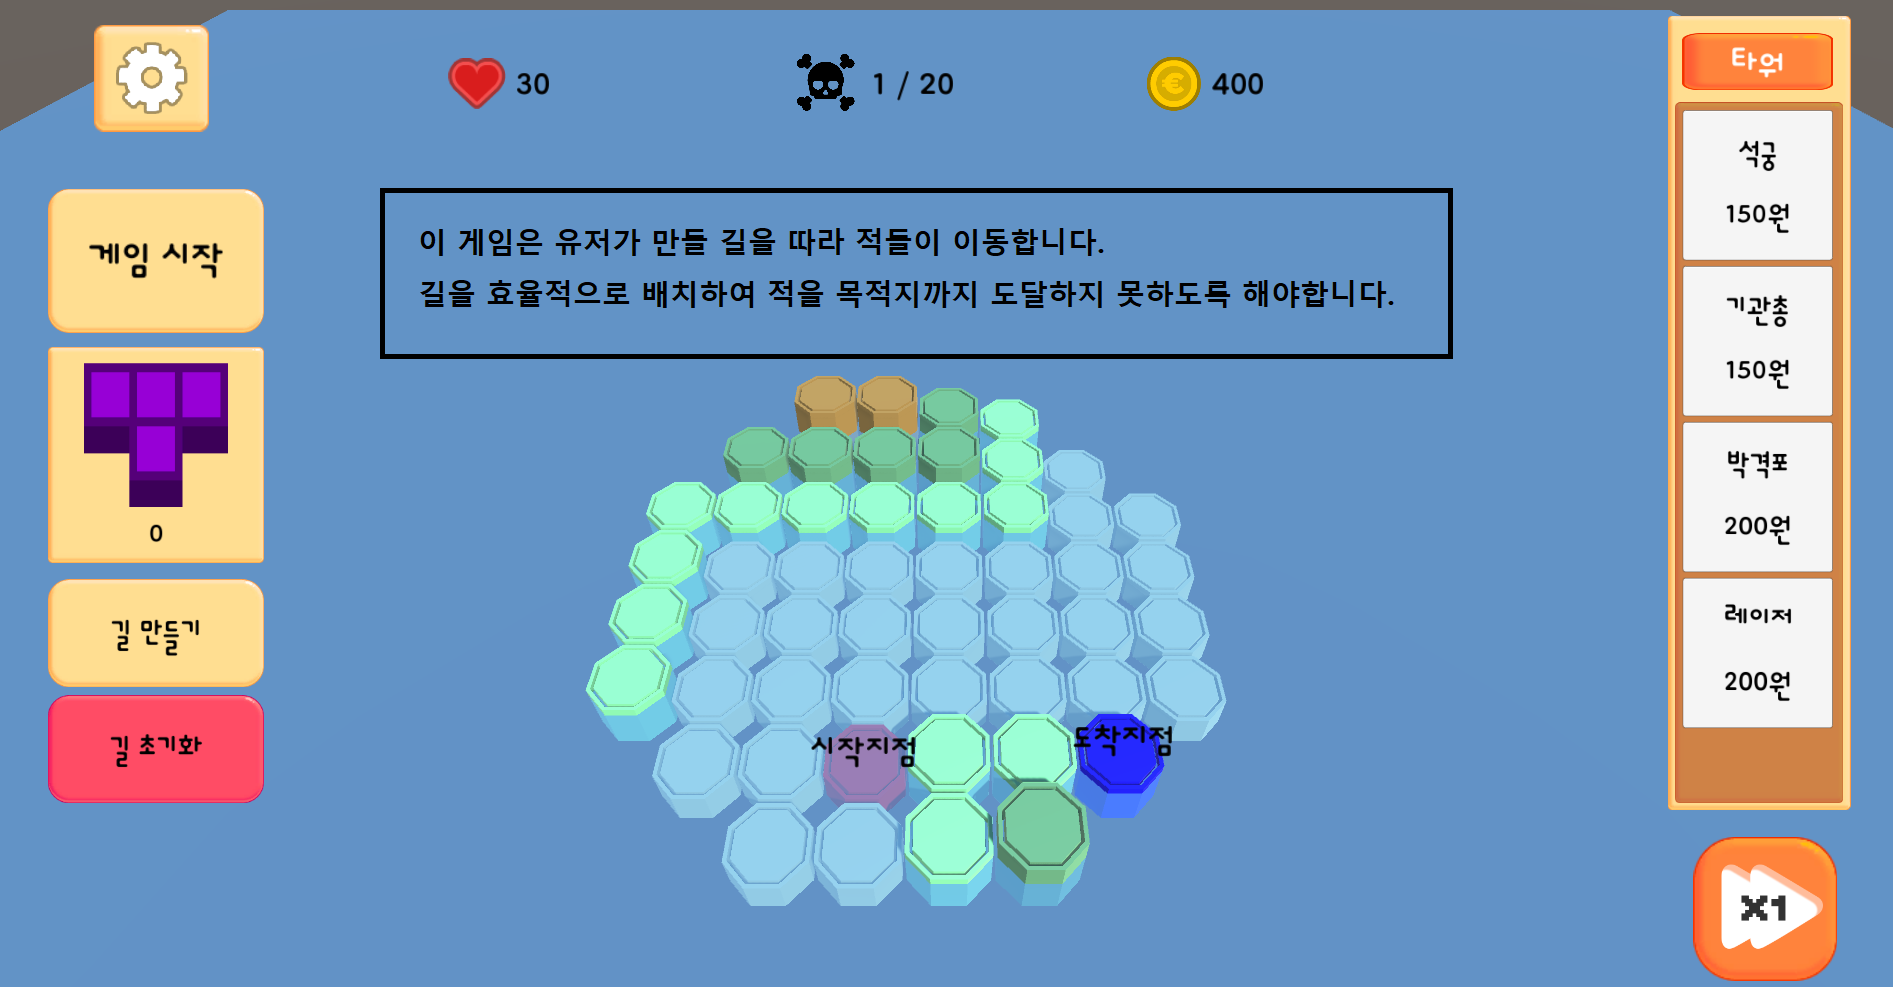 30
1 / 20
400
타워
이 게임은 유저가 만들 길을 따라 적들이 이동합니다.
길을 효율적으로 배치하여 적을 목적지까지 도달하지 못하도록 해야합니다.
게임 시작
0
길 만들기
길 초기화
석궁
150원
기관총
150원
박격포
200원
레이저
200원
시작지점
도착지점
X1